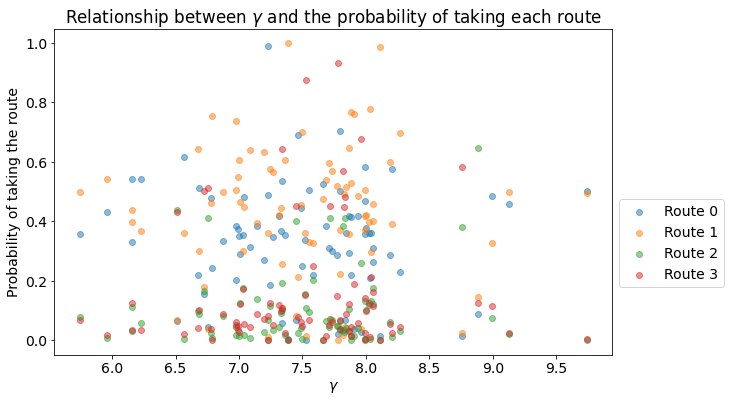 Relationship between γ and the probability of taking each route
Probability of taking the route
1.0
0.8
0.6
0.4
0.2
0.0
6.0 6.5 7.0 7.5 8.0 8.5 9.0 9.5
γ
Route 0
Route 1
Route 2
Route 3